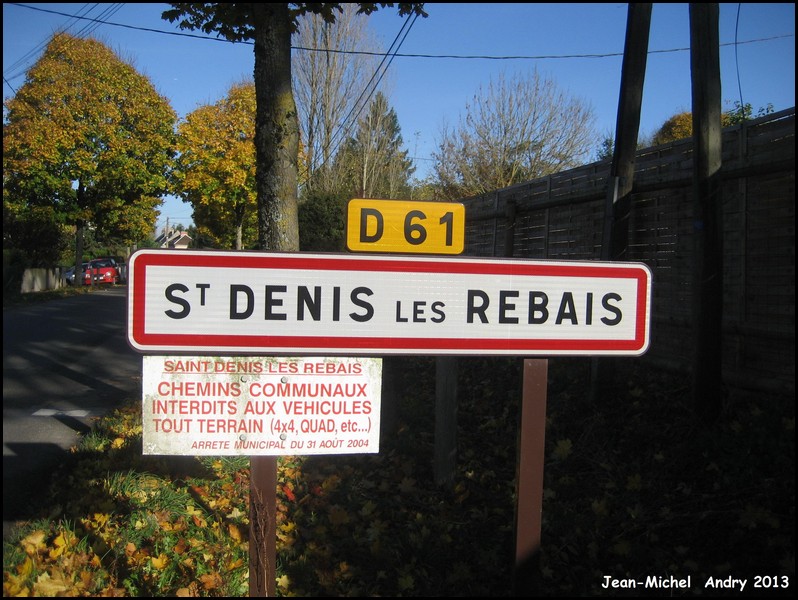 D 61
ST DENIS LES REBAIS
SAINT DENIS LES REBAIS
CHEMINS COMMUNAUX
INTERDITS AUX VEHICULES
TOUT TERRAIN (4x4, QUAD, etc...)
ARRETE MUNICIPAL DU 31 AOÛT 2004
Jean-Michel Andry 2013